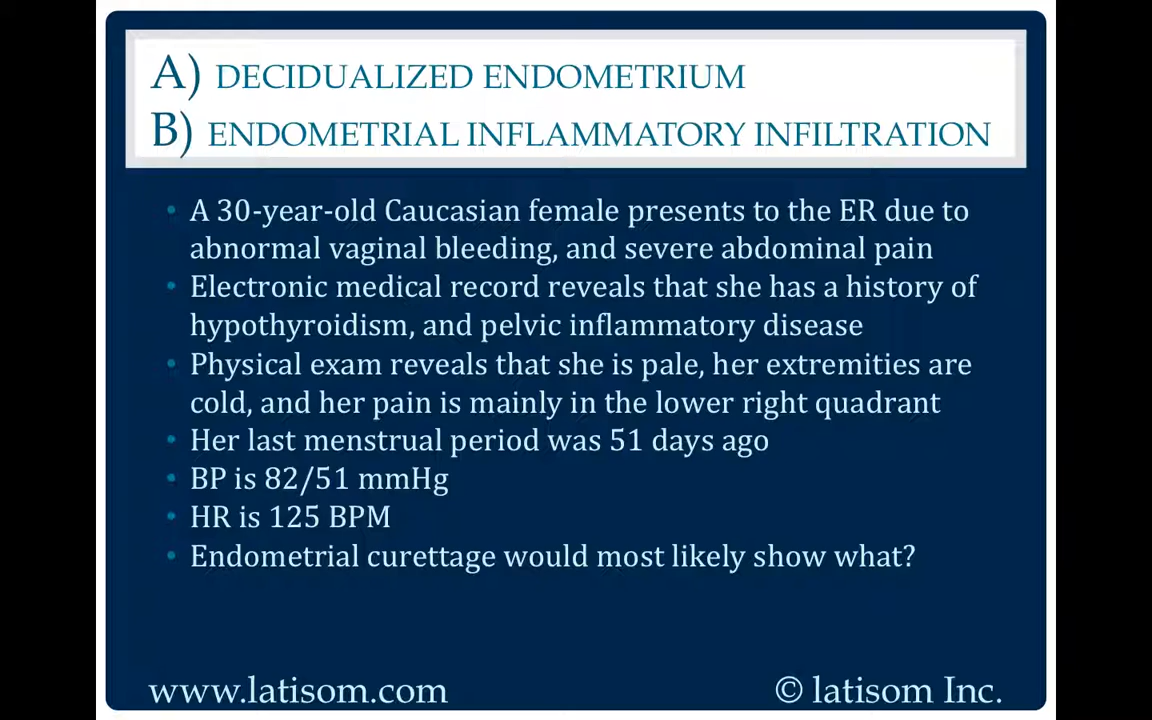 A) DECIDUALIZED ENDOMETRIUM
B) ENDOMETRIAL INFLAMMATORY INFILTRATION
• A 30-year-old Caucasian female presents to the ER due to
abnormal vaginal bleeding, and severe abdominal pain
• Electronic medical record reveals that she has a history of
hypothyroidism, and pelvic inflammatory disease
• Physical exam reveals that she is pale, her extremities are
cold, and her pain is mainly in the lower right quadrant
• Her last menstrual period was 51 days ago
• BP is 82/51 mmHg
• HR is 125 BPM
• Endometrial curettage would most likely show what?
www.latisom.com
© latisom Inc.